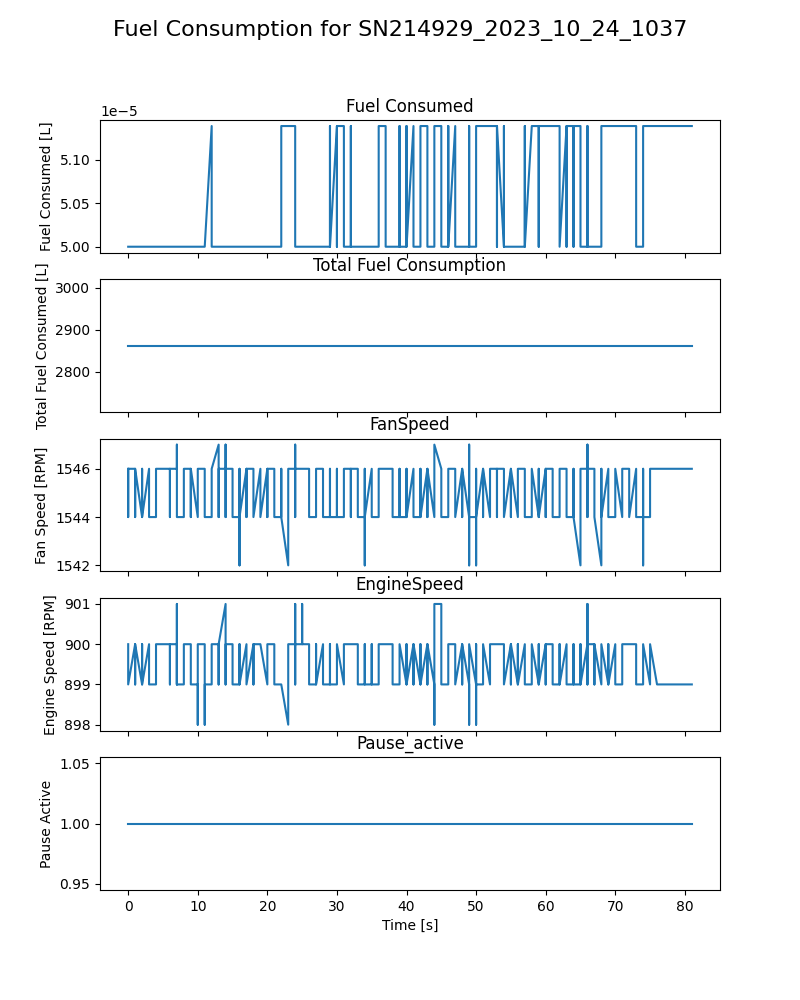 Fuel Consumption for SN214929_2023_10_24_1037
1e−5
Fuel Consumed
Fuel Consumed [L]
5.10
5.05
5.00
Total Fuel Consumption
Total Fuel Consumed [L]
3000
2900
2800
FanSpeed
Fan Speed [RPM]
1546
1544
1542
EngineSpeed
Engine Speed [RPM]
901
900
899
898
Pause_active
Pause Active
1.05
1.00
0.95
0 10 20 30 40 50 60 70 80
Time [s]